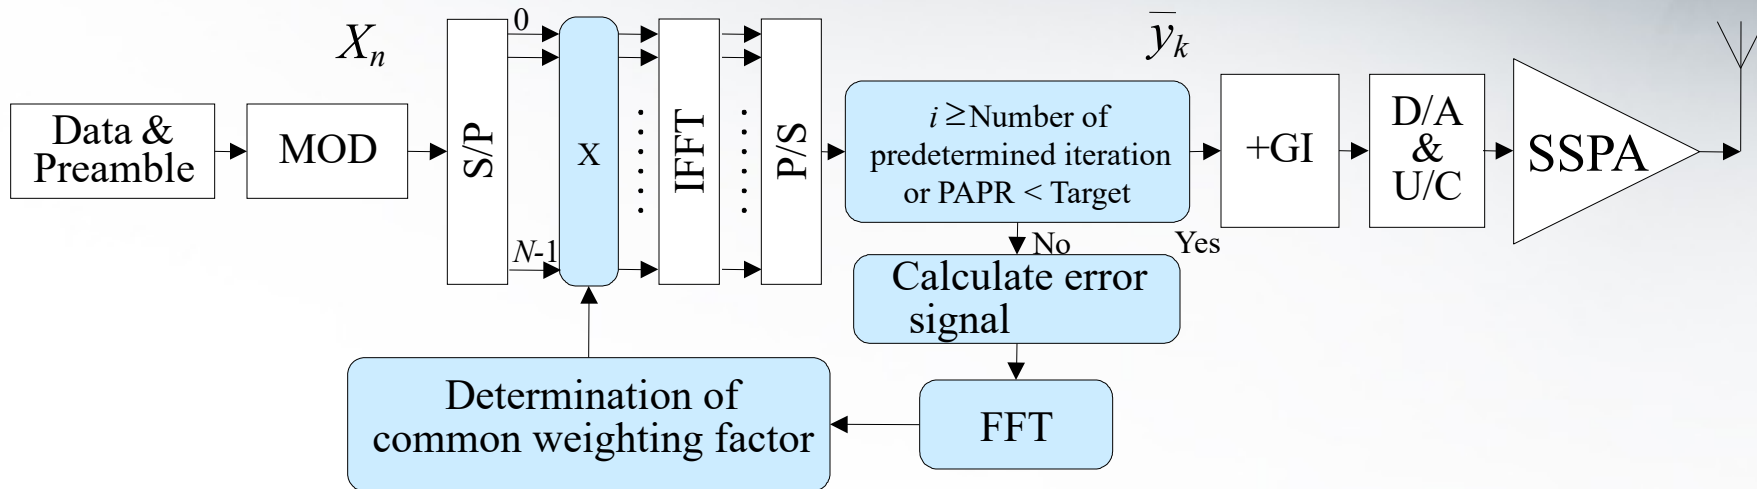 Data &
Preamble
X_n
MOD
S/P
0
N-1
X
IFFT
P/S
i ≥Number of
predetermined iteration
or PAPR < Target
No
Yes
y̅_k
+GI
D/A
&
U/C
SSPA
Calculate error
signal
FFT
Determination of
common weighting factor